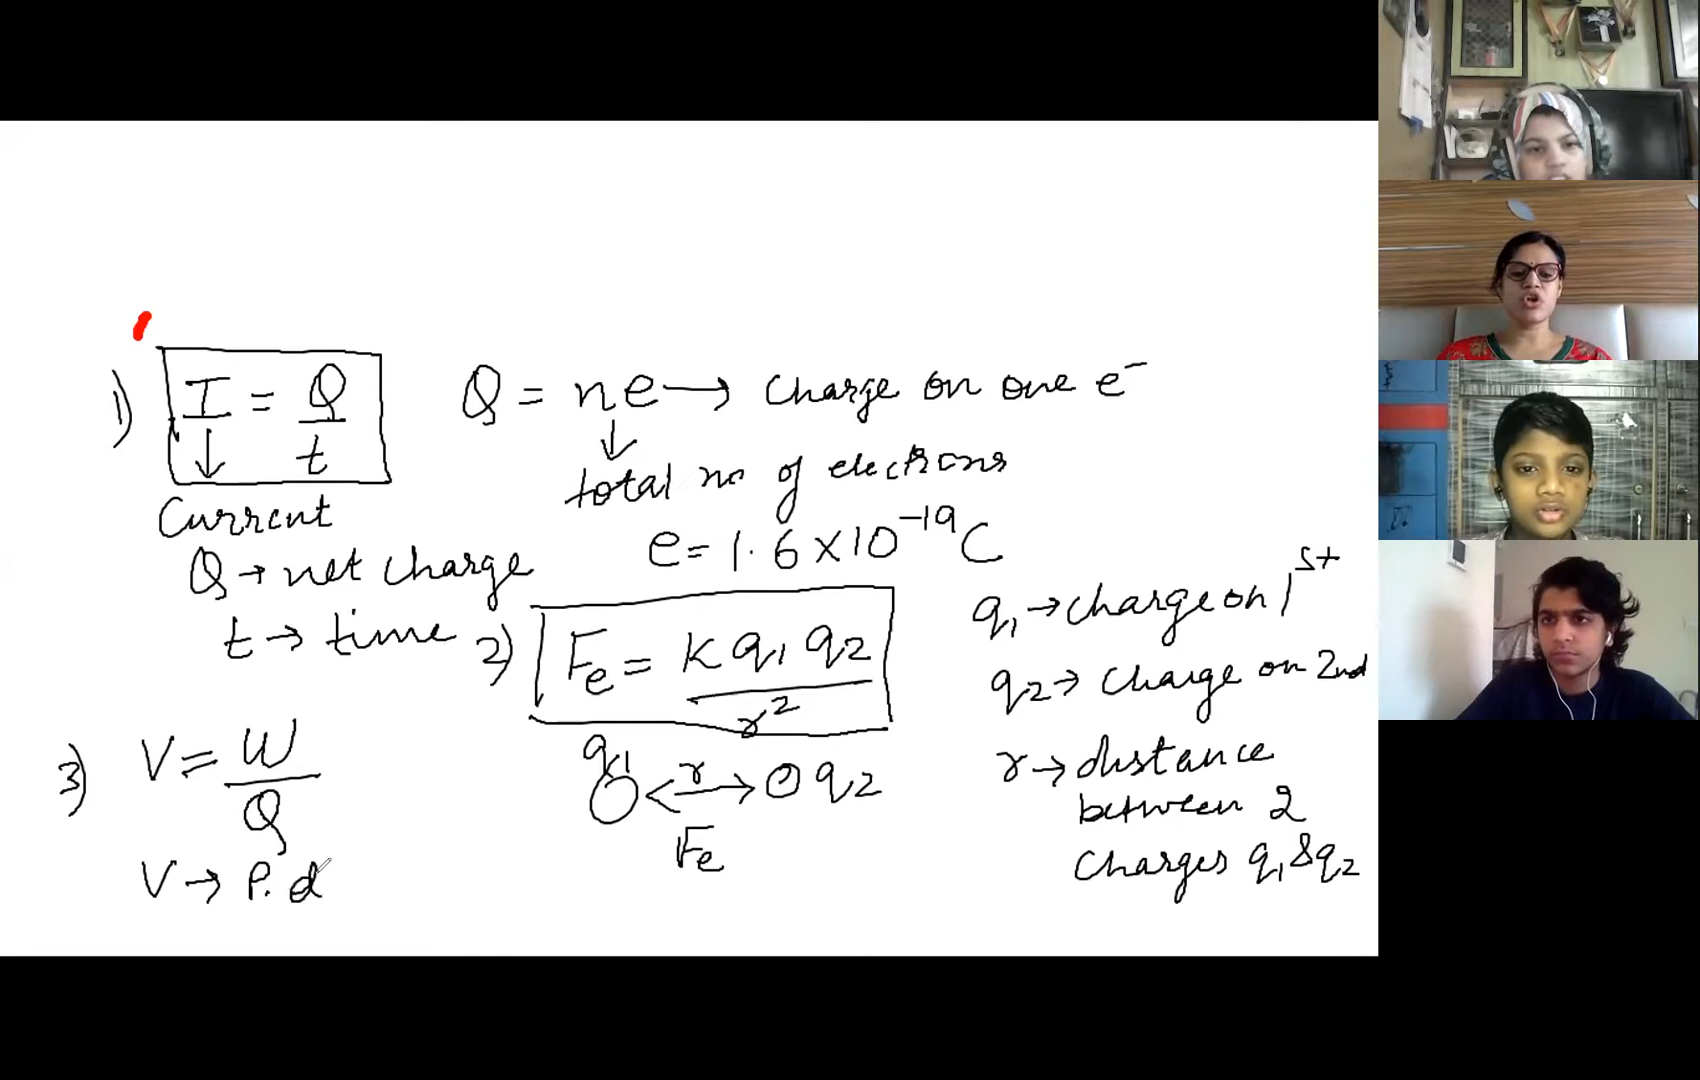 1) I = Q/t
Q = ne → Charge on one e⁻
↓
Current
↓
total no of electrons
Q → net charge
e = 1.6 × 10⁻¹⁹ C
t → time
2) Fe = K q1 q2 / r²
q1 → charge on 1st
q2 → charge on 2nd
3) V = W/Q
q1 ← r → q2
Fe
r → distance
between 2
charges q1 & q2
V → P. d